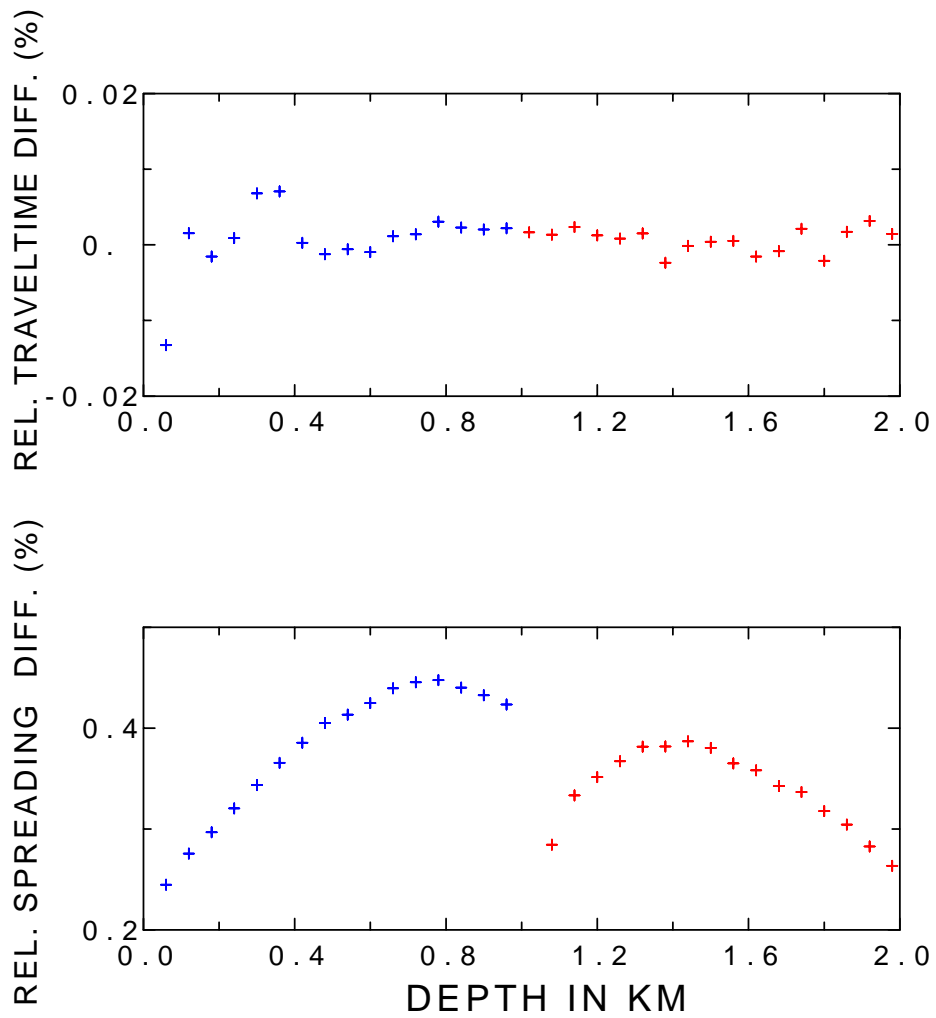 REL. TRAVELTIME DIFF. (%)
0.02
0.
-0.02
0.0 0.4 0.8 1.2 1.6 2.0
REL. SPREADING DIFF. (%)
0.4
0.2
0.0 0.4 0.8 1.2 1.6 2.0
DEPTH IN KM